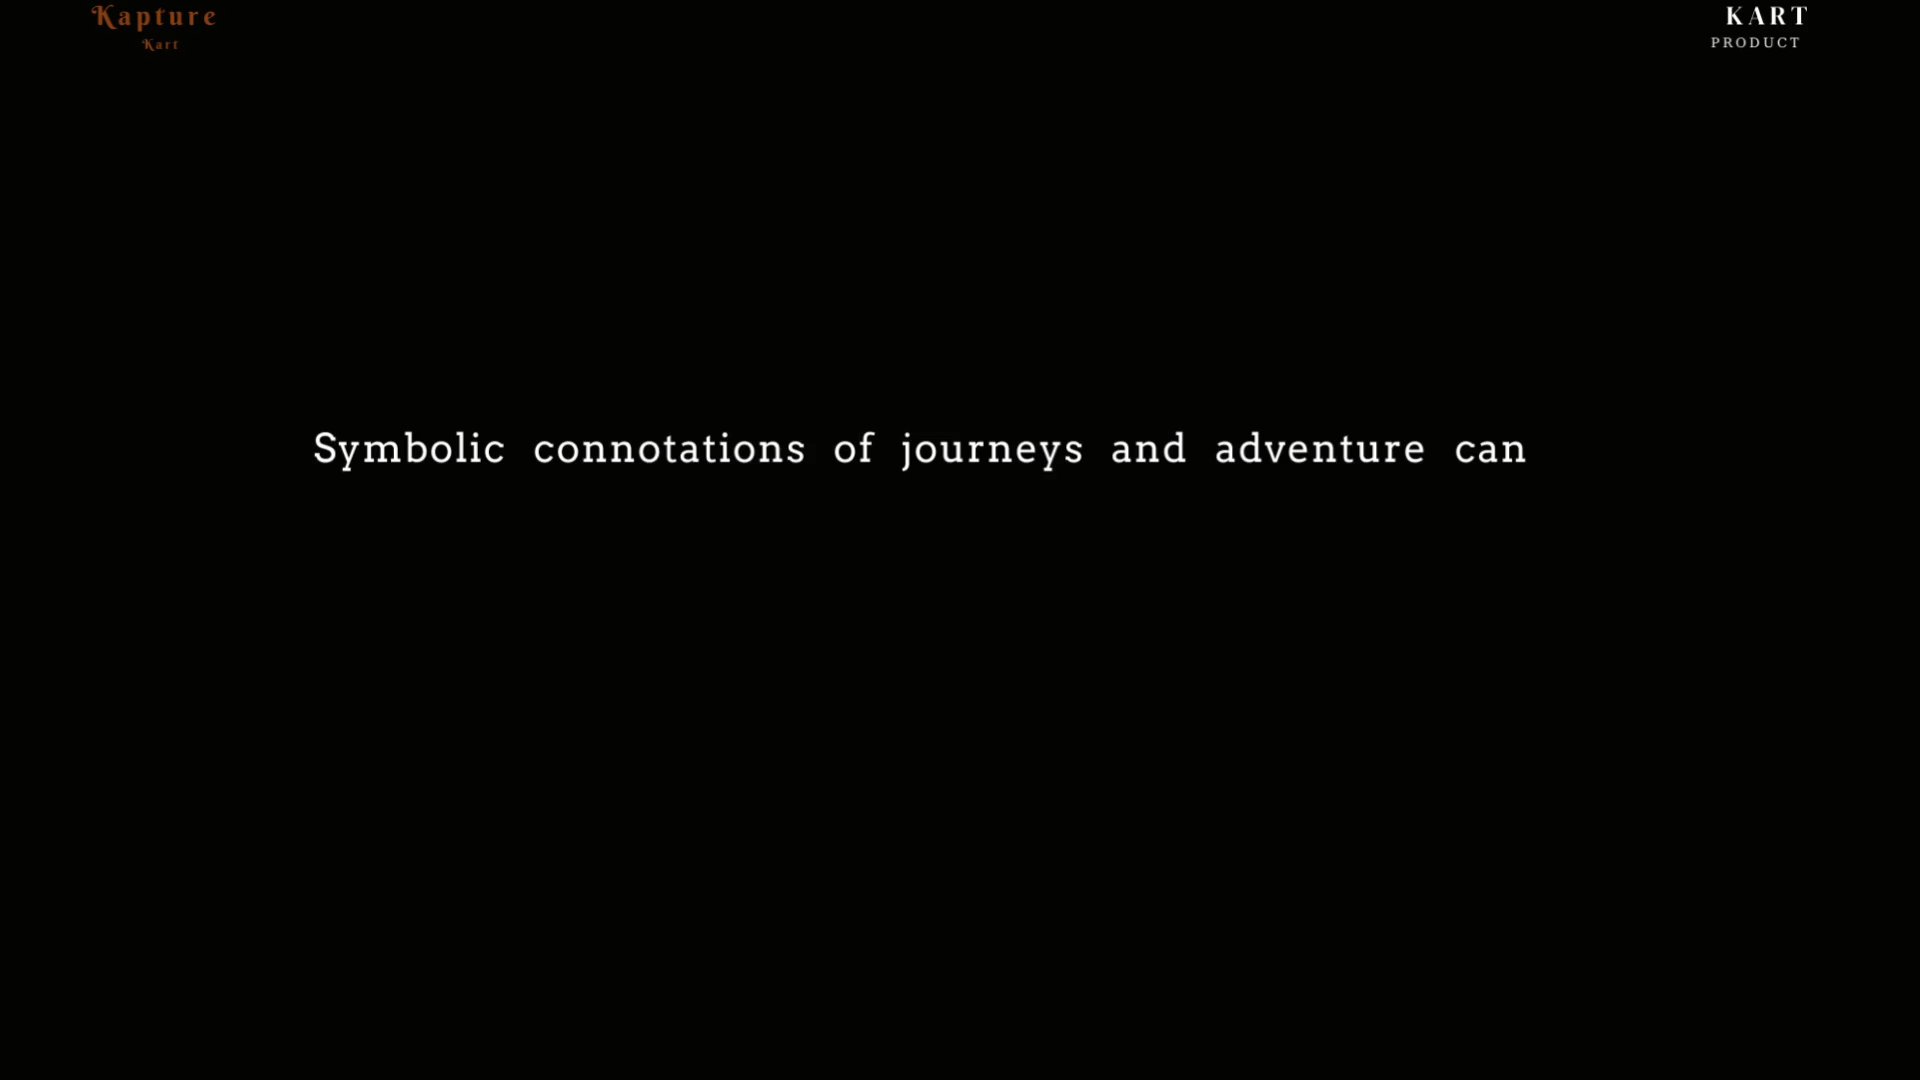 Kapture
Kart
KART
PRODUCT
Symbolic connotations of journeys and adventure can